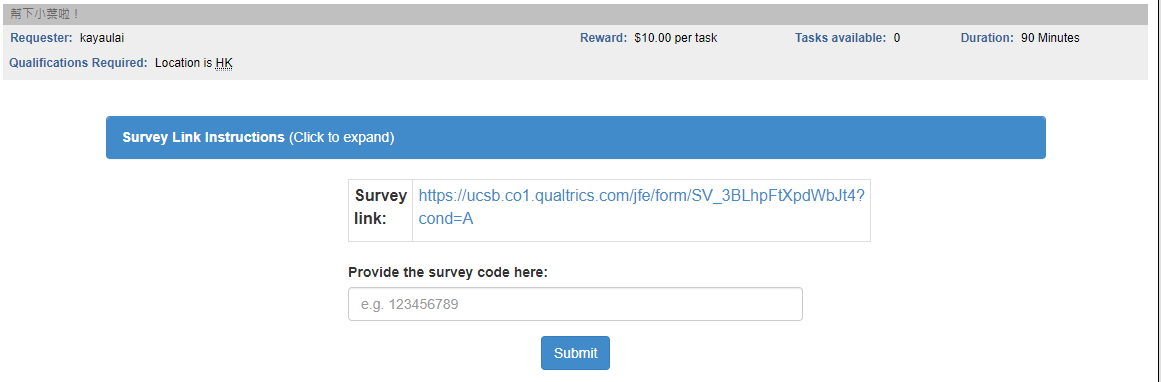 幫下小葉啦！
Requester: kayaulai Reward: $10.00 per task Tasks available: 0 Duration: 90 Minutes
Qualifications Required: Location is HK
Survey Link Instructions (Click to expand)
Survey link: https://ucsb.co1.qualtrics.com/jfe/form/SV_3BLhpFtXpdWbJt4?
cond=A
Provide the survey code here:
e.g. 123456789
Submit